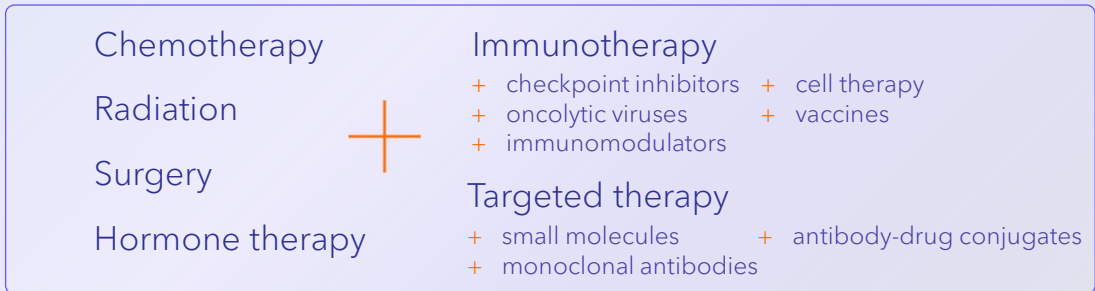 Chemotherapy
Radiation
Surgery
Hormone therapy
+
Immunotherapy
+ checkpoint inhibitors + cell therapy
+ oncolytic viruses + vaccines
+ immunomodulators
Targeted therapy
+ small molecules + antibody-drug conjugates
+ monoclonal antibodies